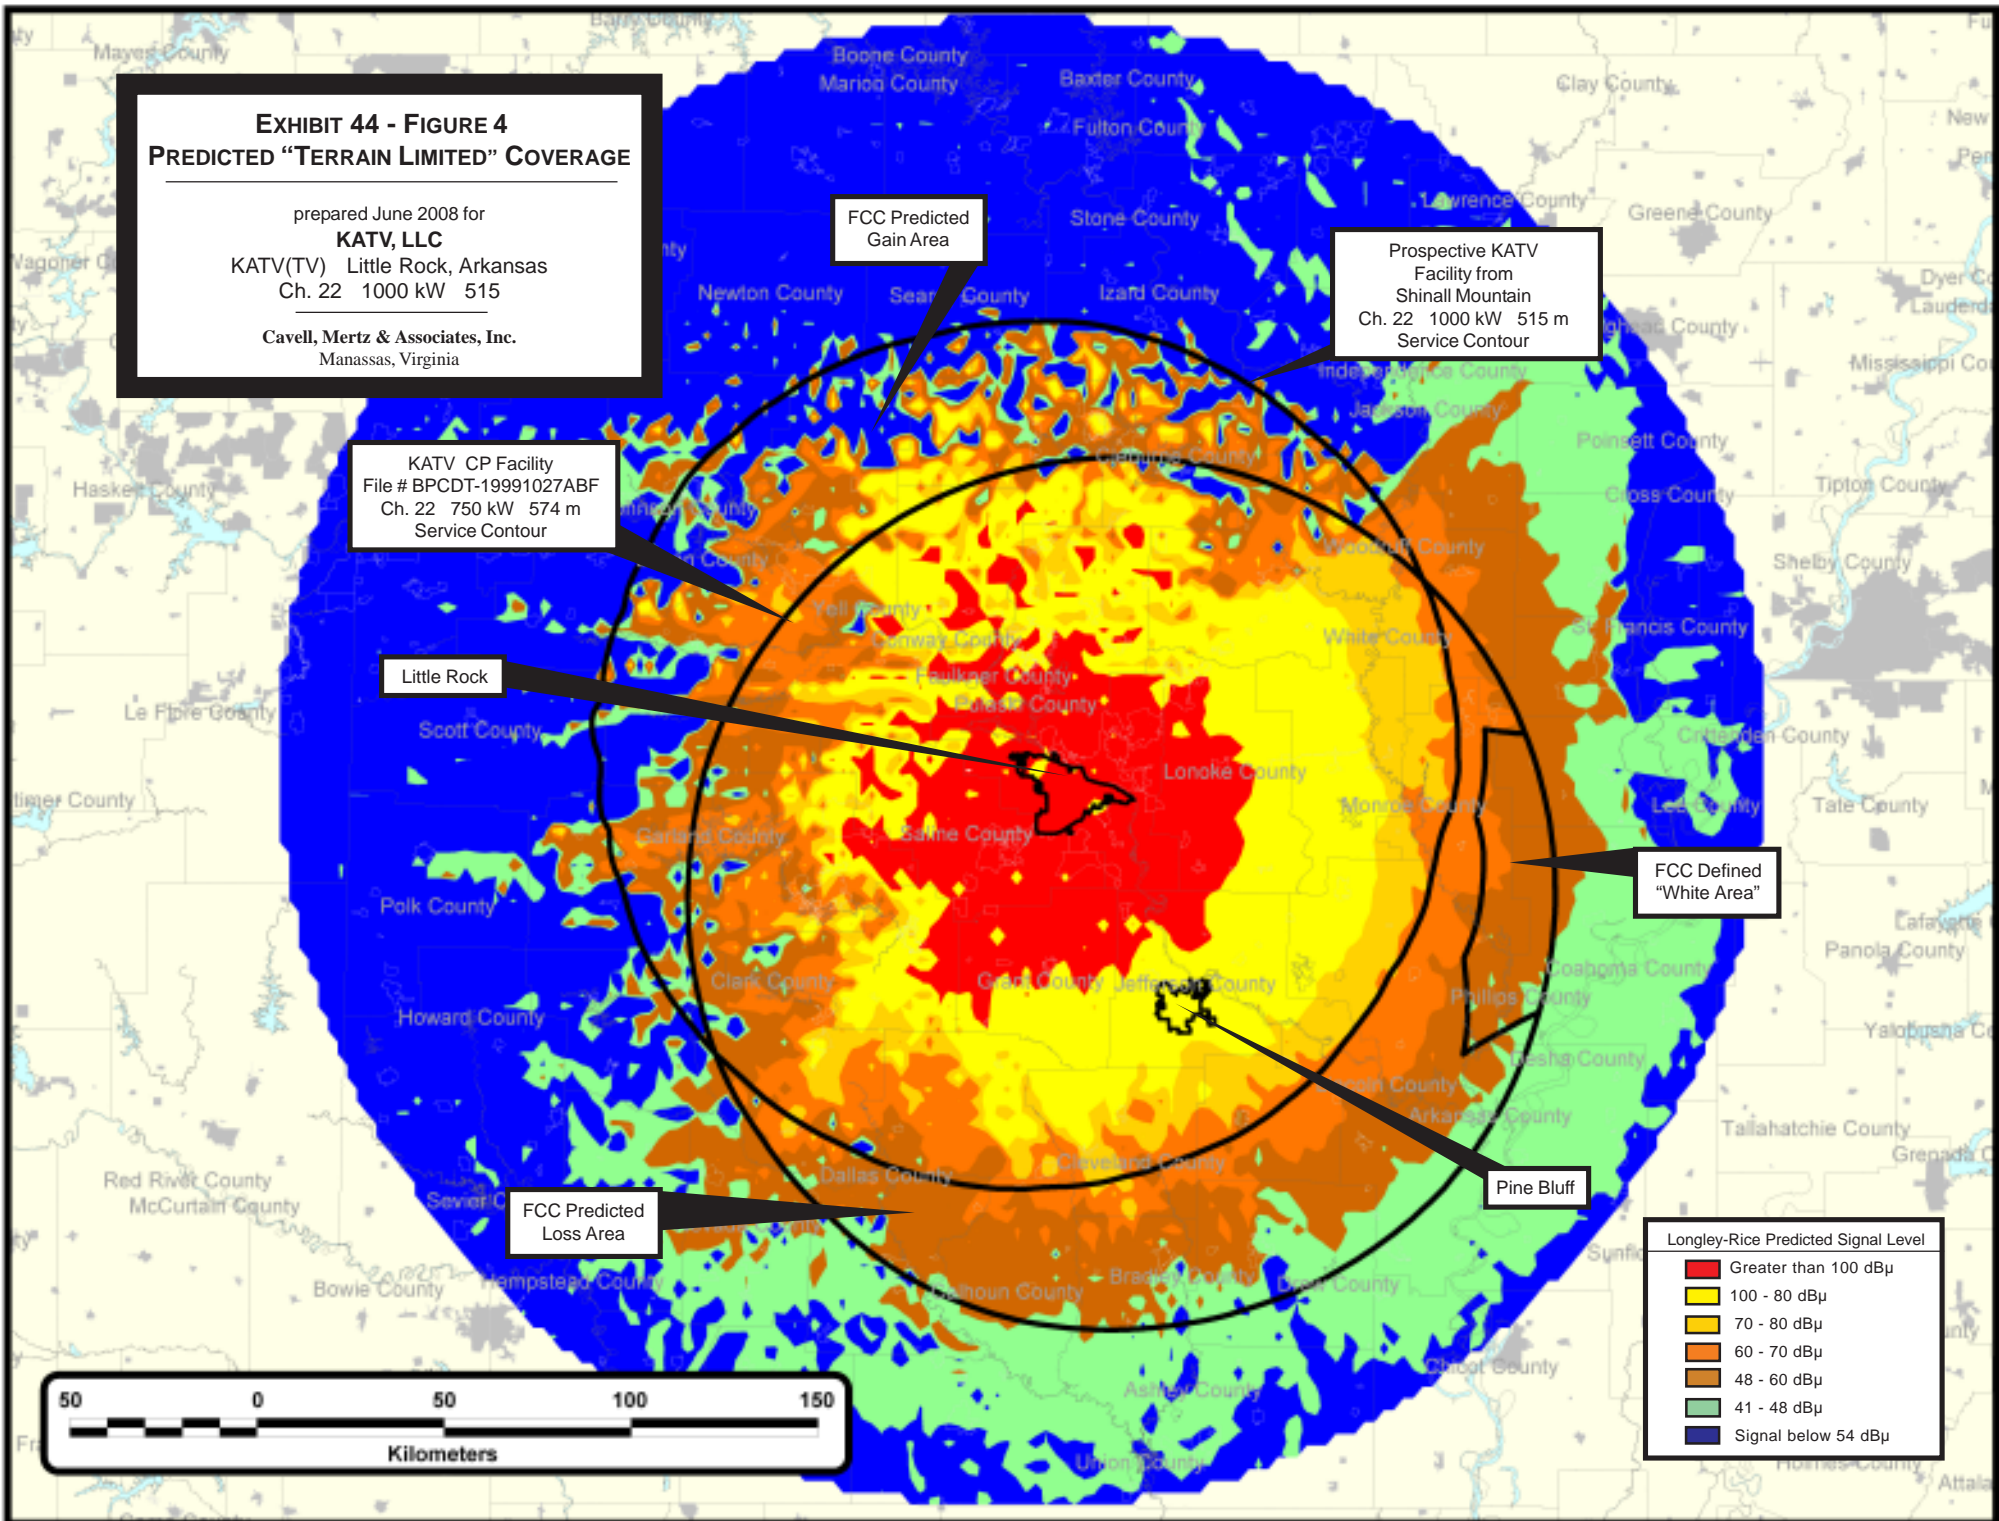 EXHIBIT 44 - FIGURE 4
PREDICTED “TERRAIN LIMITED” COVERAGE
prepared June 2008 for
KATV, LLC
KATV(TV) Little Rock, Arkansas
Ch. 22 1000 kW 515
Cavell, Mertz & Associates, Inc.
Manassas, Virginia
FCC Predicted
Gain Area
Prospective KATV
Facility from
Shinall Mountain
Ch. 22 1000 kW 515 m
Service Contour
KATV CP Facility
File # BPCDT-19991027ABF
Ch. 22 750 kW 574 m
Service Contour
Little Rock
FCC Defined
“White Area”
Pine Bluff
FCC Predicted
Loss Area
Longley-Rice Predicted Signal Level
Greater than 100 dBµ
100 - 80 dBµ
70 - 80 dBµ
60 - 70 dBµ
48 - 60 dBµ
41 - 48 dBµ
Signal below 54 dBµ
50 0 50 100 150
Kilometers
Barry County
Mayes County
Boone County
Marion County
Baxter County
Clay County
Fulton County
New
Lawrence County
Greene County
Stone County
Newton County
County
Izard County
Independence County
Jackson County
Mississippi
Poinsett County
Haskell County
Cross County
Tipton County
County
Woodruff County
Shelby County
Yell County
Conway County
White County
St. Francis County
Faulkner County
Pulaski County
Le Flore County
Scott County
Crittenden County
Lonoke County
Monroe County
Lee County
Tate County
Saline County
Garland County
Polk County
Panola County
Clark County
Grant County
Jefferson County
Coahoma County
Phillips County
Howard County
Desha County
County
Arkansas County
Tallahatchie County
Cleveland County
Dallas County
Red River County
McCurtain County
Bowie County
Hempstead County
Calhoun County
Bradley County
Drew County
Chicot County
Ashley County
Union County
Holmes County
Attala